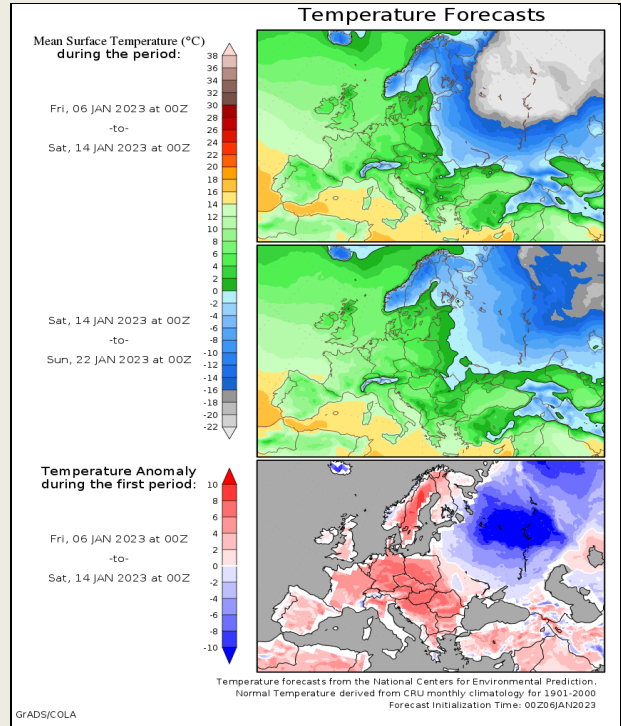 Temperature Forecasts
Mean Surface Temperature (°C)
during the period:
Fri, 06 JAN 2023 at 00Z
-to-
Sat, 14 JAN 2023 at 00Z
38
36
34
32
30
28
26
24
22
20
18
16
14
12
10
8
6
4
2
0
-2
-4
-6
-8
-10
-12
-14
-16
-18
-20
-22
Sat, 14 JAN 2023 at 00Z
-to-
Sun, 22 JAN 2023 at 00Z
Temperature Anomaly
during the first period:
Fri, 06 JAN 2023 at 00Z
-to-
Sat, 14 JAN 2023 at 00Z
10
8
6
4
2
0
-2
-4
-6
-8
-10
Temperature forecasts from the National Centers for Environmental Prediction.
Normal Temperature derived from CRU monthly climatology for 1901-2000
Forecast Initialization Time: 00Z06JAN2023
GrADS/COLA